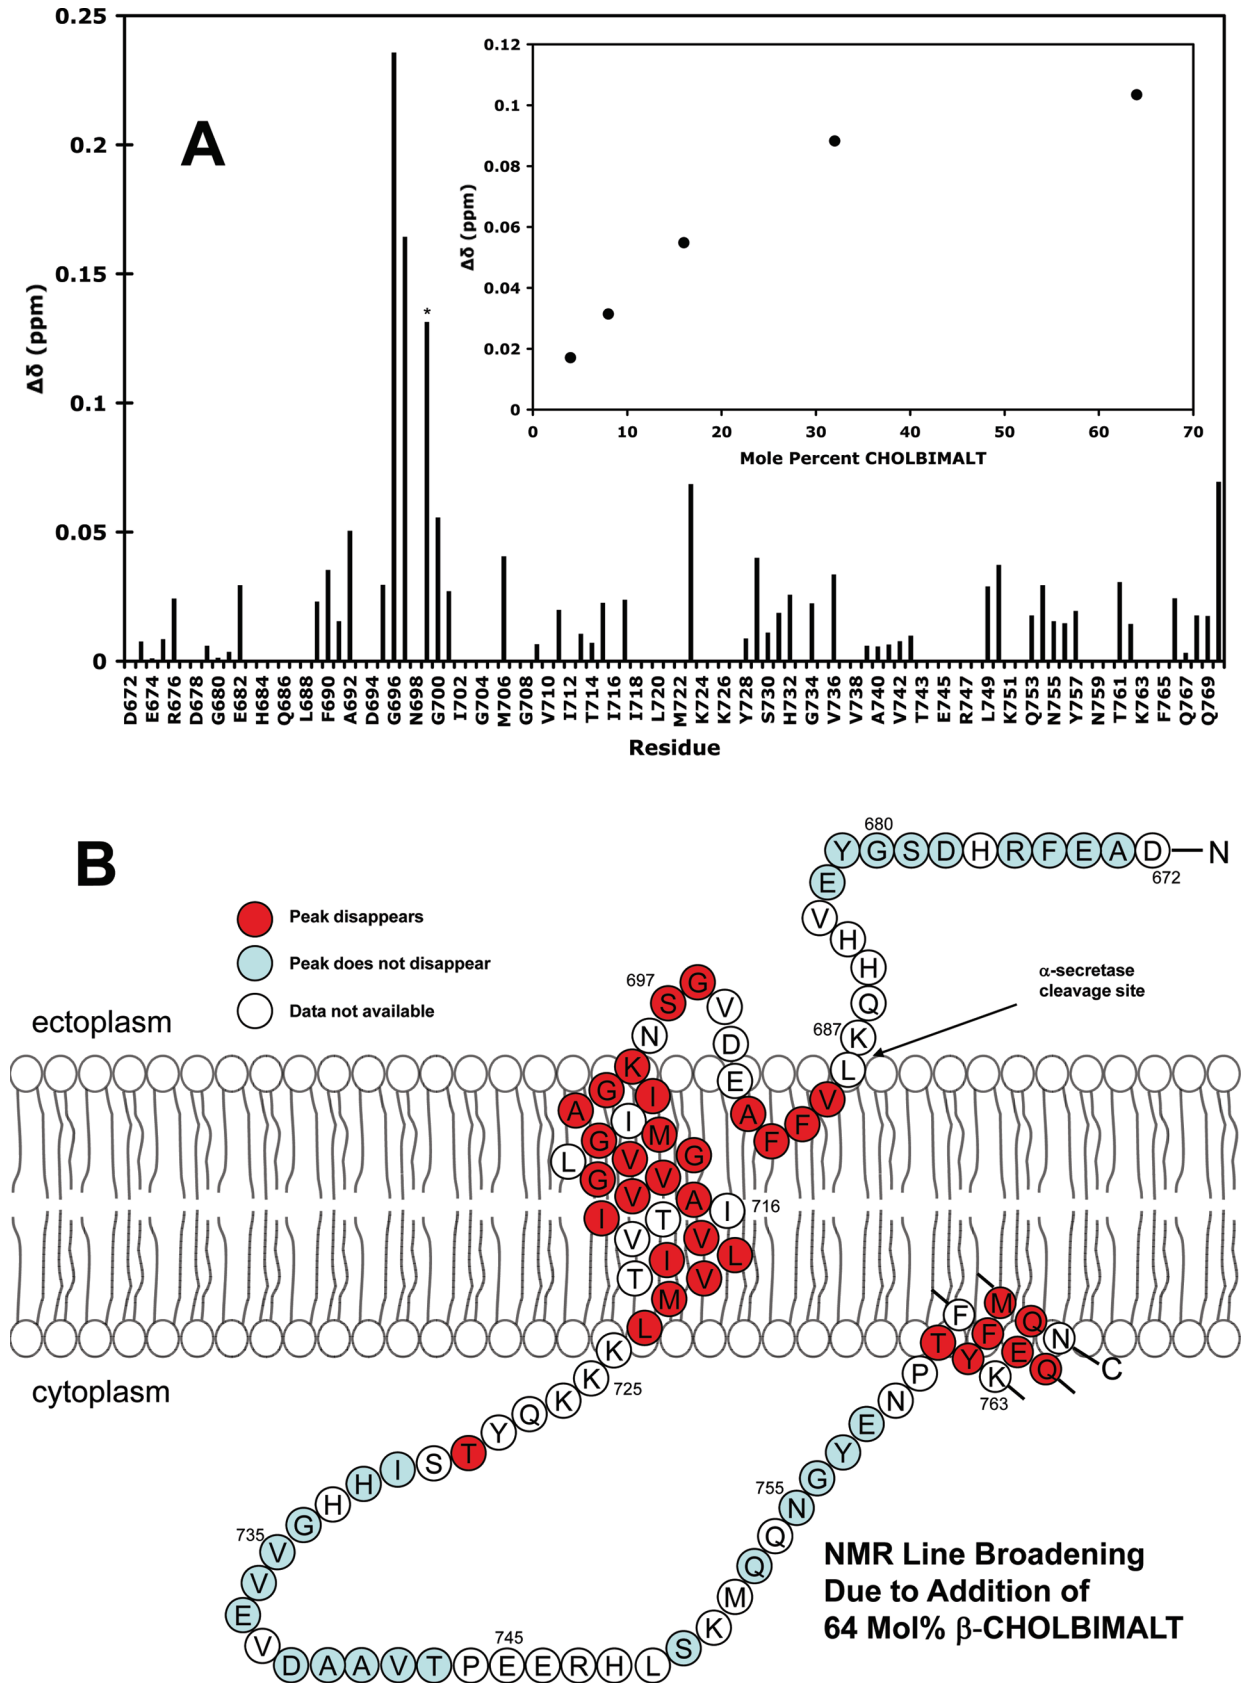 A
0.25
0.2
0.15
0.1
0.05
0
Δδ (ppm)
*
0.12
0.1
0.08
0.06
0.04
0.02
0
Δδ (ppm)
0 10 20 30 40 50 60 70
Mole Percent CHOLBIMALT
D672 E674 R676 D678 G680 E682 H684 Q686 L688 F690 A692 D694 G696 N698 G700 I702 G704 M706 G708 V710 I712 T714 I716 I718 L720 M722 K724 K726 Y728 S730 H732 G734 V736 V738 A740 V742 T743 E745 R747 L749 K751 Q753 N755 Y757 N759 T761 K763 F765 Q767 Q769
Residue
B
Peak disappears
Peak does not disappear
Data not available
ectoplasm
cytoplasm
680
Y G S D H R F E A D N
672
E
V
H
H
Q
687 K
L
α-secretase
cleavage site
V
F
F
A
E
D
V
G
S
697
N
K
G I
A I M
G V G
L G V V A I
716
I V T V L
T I V
M
L
K
K
725
K
Q
Y
T
S
I
H
H
G
735
V
V
E
V
D A A V T P E E R H L
745
S
K
M
Q
Q
N
755
G
Y
E
N
P
T F M Q N
Y F E Q
K
763
C
NMR Line Broadening
Due to Addition of
64 Mol% β-CHOLBIMALT